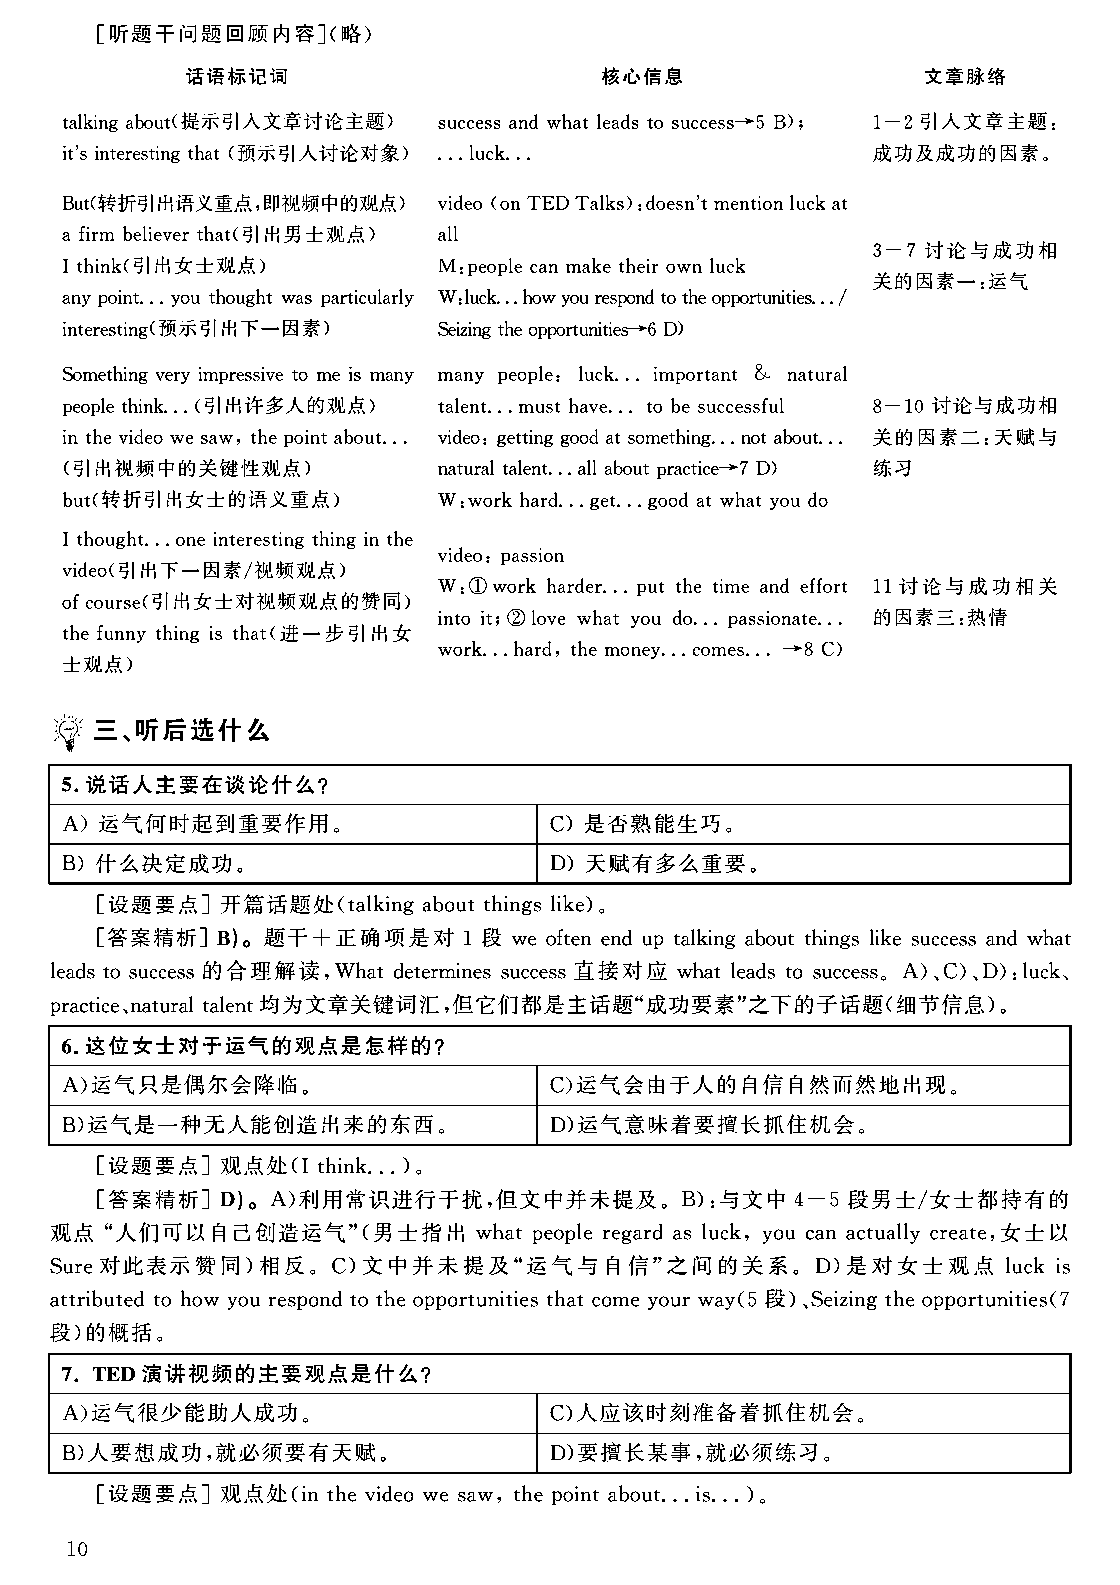 [听题干问题回顾内容](略)
话语标记词 核心信息 文章脉络
talking about(提示引入文章讨论主题) success and what leads to success→5 B); 1－2 引入文章主题:
it's interesting that (预示引入讨论对象) ...luck... 成功及成功的因素。
But(转折引出语义重点,即视频中的观点) video (on TED Talks):doesn't mention luck at
a firm believer that(引出男士观点) all
I think(引出女士观点) M:people can make their own luck
any point...you thought was particularly W:luck...how you respond to the opportunities.../
interesting(预示引出下一因素) Seizing the opportunities→6 D)
3－7 讨论与成功相
关的因素一:运气
Something very impressive to me is many many people: luck... important & natural
people think...(引出许多人的观点) talent...must have... to be successful 8－10 讨论与成功相
in the video we saw, the point about... video: getting good at something...not about... 关的因素二:天赋与
(引出视频中的关键性观点) natural talent...all about practice→7 D) 练习
but(转折引出女士的语义重点) W:work hard...get...good at what you do
I thought...one interesting thing in the
video(引出下一因素/视频观点)
of course(引出女士对视频观点的赞同)
the funny thing is that(进一步引出女
士观点)
video: passion
W:①work harder... put the time and effort 11 讨论与成功相关
into it;②love what you do... passionate... 的因素三:热情
work...hard, the money...comes... →8 C)
三、听后选什么
5. 说话人主要在谈论什么?
A) 运气何时起到重要作用。 C) 是否熟能生巧。
B) 什么决定成功。 D) 天赋有多么重要。
[设题要点] 开篇话题处(talking about things like)。
[答案精析] B)。题干＋正确项是对 1 段 we often end up talking about things like success and what
leads to success 的合理解读,What determines success 直接对应 what leads to success。A)、C)、D):luck、
practice、natural talent 均为文章关键词汇,但它们都是主话题“成功要素”之下的子话题(细节信息)。
6. 这位女士对于运气的观点是怎样的?
A)运气只是偶尔会降临。 C)运气会由于人的自信自然而然地出现。
B)运气是一种无人能创造出来的东西。 D)运气意味着要擅长抓住机会。
[设题要点] 观点处(I think...)。
[答案精析] D)。A)利用常识进行干扰,但文中并未提及。B):与文中 4－5 段男士/女士都持有的
观点 “人们可以自己创造运气”(男士指出 what people regard as luck, you can actually create,女士以
Sure 对此表示赞同)相反。C)文中并未提及“运气与自信”之间的关系。D)是对女士观点 luck is
attributed to how you respond to the opportunities that come your way(5 段)、Seizing the opportunities(7
段)的概括。
7. TED 演讲视频的主要观点是什么?
A)运气很少能助人成功。 C)人应该时刻准备着抓住机会。
B)人要想成功,就必须要有天赋。 D)要擅长某事,就必须练习。
[设题要点] 观点处(in the video we saw, the point about...is...)。
10